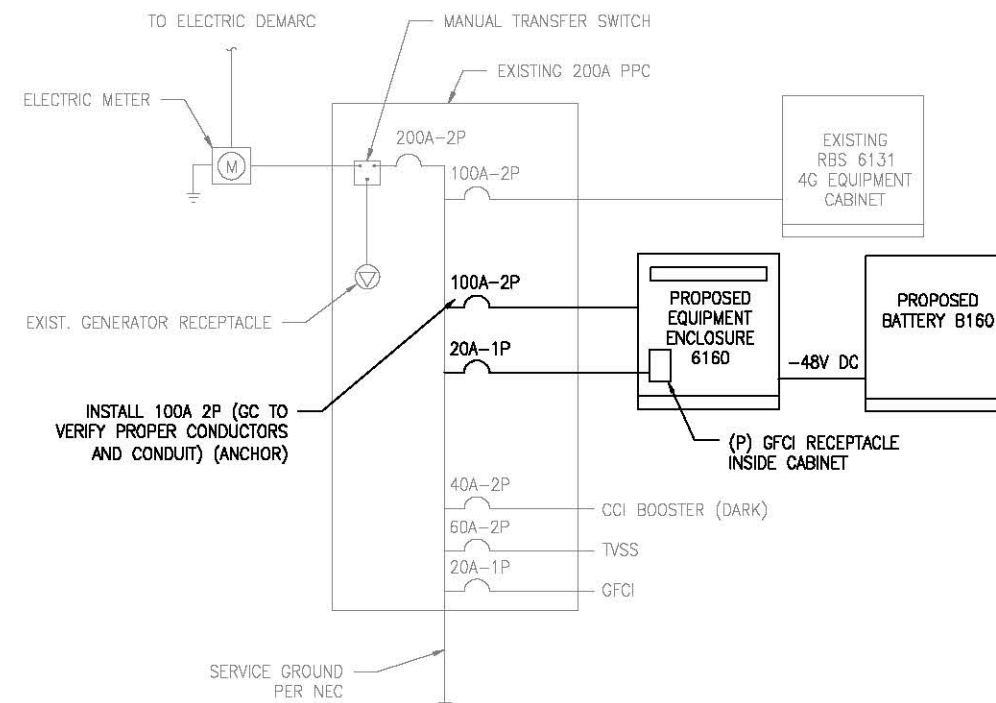 TO ELECTRIC DEMARC
MANUAL TRANSFER SWITCH
EXISTING 200A PPC
ELECTRIC METER
200A-2P
M
100A-2P
EXISTING
RBS 6131
4G EQUIPMENT
CABINET
100A-2P
PROPOSED
EQUIPMENT
ENCLOSURE
6160
PROPOSED
BATTERY B160
EXIST. GENERATOR RECEPTACLE
20A-1P
-48V DC
INSTALL 100A 2P (GC TO
VERIFY PROPER CONDUCTORS
AND CONDUIT) (ANCHOR)
(P) GFCI RECEPTACLE
INSIDE CABINET
40A-2P
CCI BOOSTER (DARK)
60A-2P
TVSS
20A-1P
GFCI
SERVICE GROUND
PER NEC